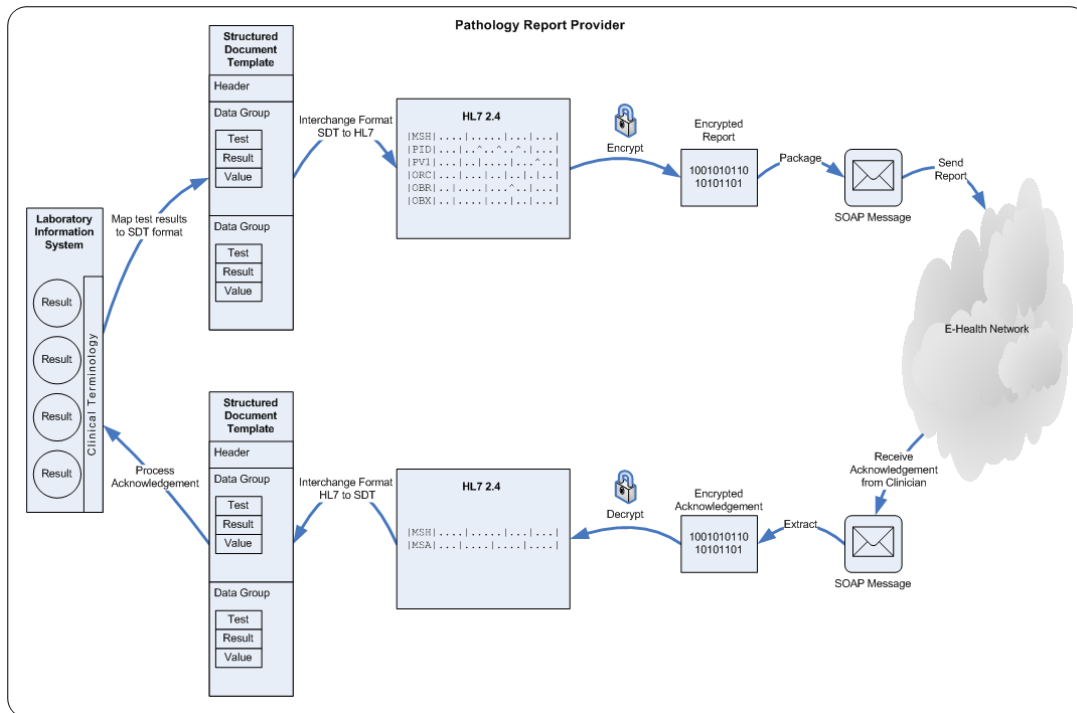 Pathology Report Provider
Structured
Document
Template
Header
Data Group
Test
Result
Value
Data Group
Test
Result
Value
Interchange Format
SDT to HL7
HL7 2.4
|MSH|....|.....|...|...|
|PID|...^..^..^.|...|
|PV1|..|....|....^..|
|ORC|....|...|...|...|
|OBR|....|...^..|...|
|OBX|..|....|...|....|
Encrypt
Encrypted
Report
1001010110
10101101
Package
SOAP Message
Send
Report
E-Health Network
Map test results
to SDT format
Laboratory
Information
System
Result
Result
Result
Result
Clinical Terminology
Process
Acknowledgement
Structured
Document
Template
Header
Data Group
Test
Result
Value
Data Group
Test
Result
Value
Interchange Format
HL7 to SDT
HL7 2.4
|MSH|....|.....|...|...|
|MSA|....|....|....|....|
Decrypt
Encrypted
Acknowledgement
1001010110
10101101
Extract
SOAP Message
Receive
Acknowledgement
from Clinician